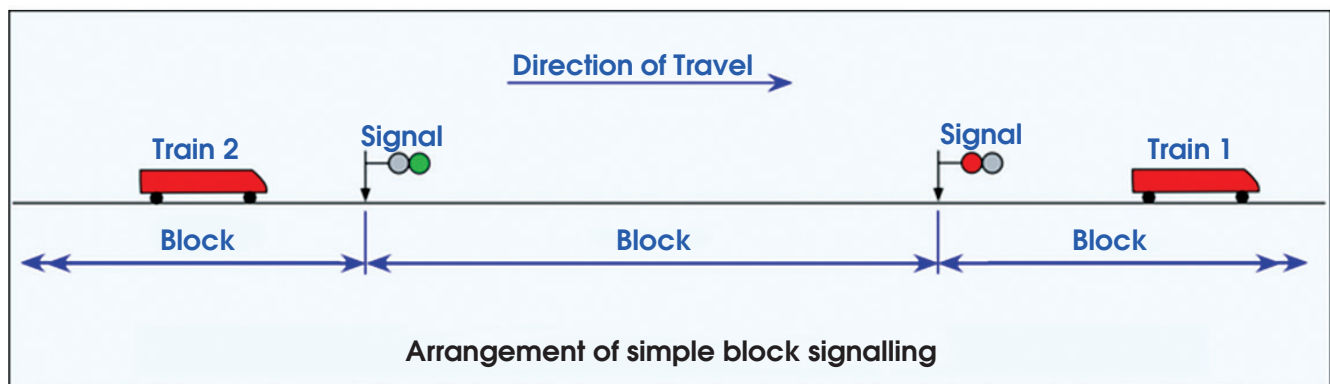 Direction of Travel
Train 2
Signal
Signal
Train 1
Block
Block
Block
Arrangement of simple block signalling